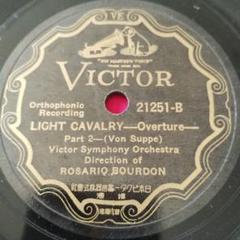 VE
"HIS MASTER'S VOICE"
VICTOR
Orthophonic
Recording
21251-B
LIGHT CAVALRY—Overture—
Part 2—(Von Suppe)
Victor Symphony Orchestra
Direction of
ROSARIO BOURDON